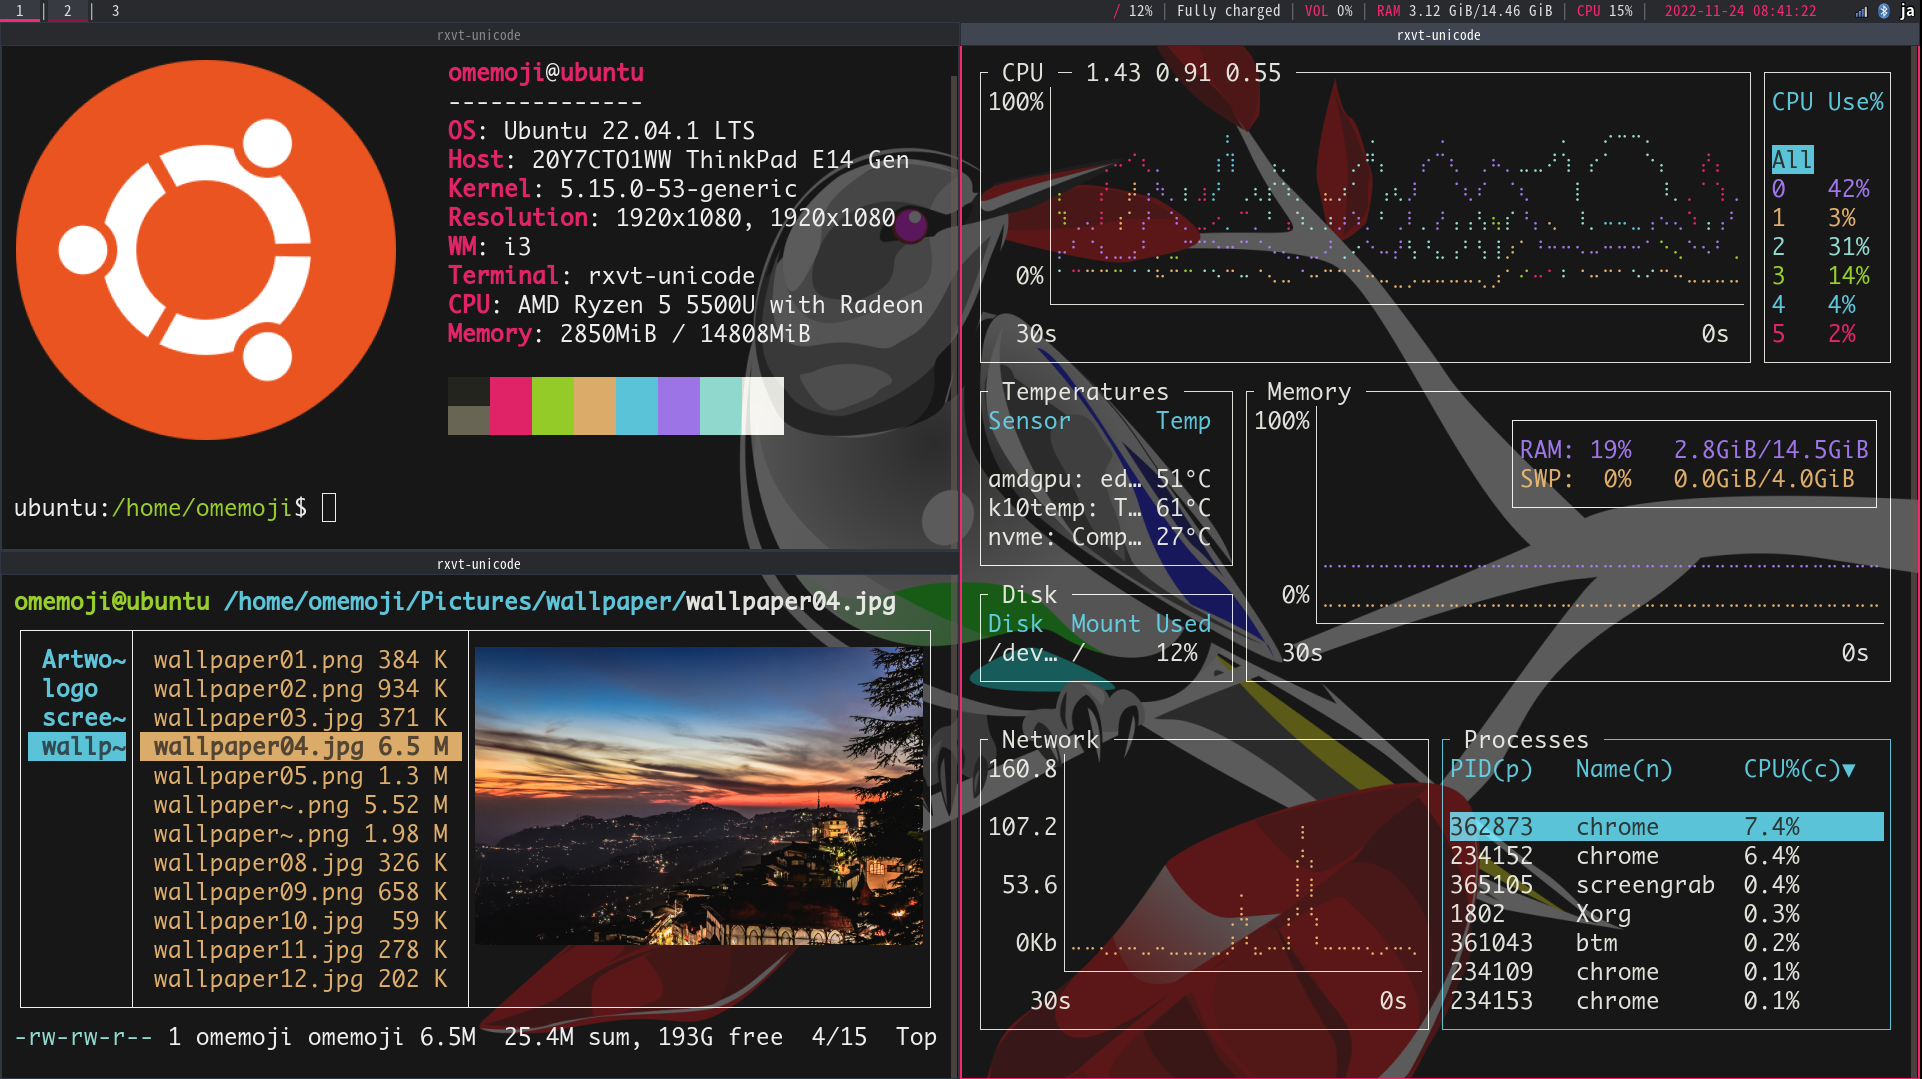 1 | 2 | 3
/ 12% | Fully charged | VOL 0% | RAM 3.12 GiB/14.46 GiB | CPU 15% | 2022-11-24 08:41:22 ja
rxvt-unicode
omemoji@ubuntu
--------------
OS: Ubuntu 22.04.1 LTS
Host: 20Y7CTO1WW ThinkPad E14 Gen
Kernel: 5.15.0-53-generic
Resolution: 1920x1080, 1920x1080
WM: i3
Terminal: rxvt-unicode
CPU: AMD Ryzen 5 5500U with Radeon
Memory: 2850MiB / 14808MiB
ubuntu:/home/omemoji$
rxvt-unicode
omemoji@ubuntu /home/omemoji/Pictures/wallpaper/wallpaper04.jpg
Artwo~
logo
scree~
wallp~
wallpaper01.png 384 K
wallpaper02.png 934 K
wallpaper03.jpg 371 K
wallpaper04.jpg 6.5 M
wallpaper05.png 1.3 M
wallpaper~.png 5.52 M
wallpaper~.png 1.98 M
wallpaper08.jpg 326 K
wallpaper09.png 658 K
wallpaper10.jpg 59 K
wallpaper11.jpg 278 K
wallpaper12.jpg 202 K
-rw-rw-r-- 1 omemoji omemoji 6.5M 25.4M sum, 193G free 4/15 Top
rxvt-unicode
CPU — 1.43 0.91 0.55
100%
0%
30s 0s
CPU Use%
All
0 42%
1 3%
2 31%
3 14%
4 4%
5 2%
Temperatures
Sensor Temp
amdgpu: ed… 51°C
k10temp: T… 61°C
nvme: Comp… 27°C
Memory
100%
RAM: 19% 2.8GiB/14.5GiB
SWP: 0% 0.0GiB/4.0GiB
0%
30s 0s
Disk
Disk Mount Used
/dev… / 12%
Network
160.8
107.2
53.6
0Kb
30s 0s
Processes
PID(p) Name(n) CPU%(c)▼
362873 chrome 7.4%
234152 chrome 6.4%
365105 screengrab 0.4%
1802 Xorg 0.3%
361043 btm 0.2%
234109 chrome 0.1%
234153 chrome 0.1%